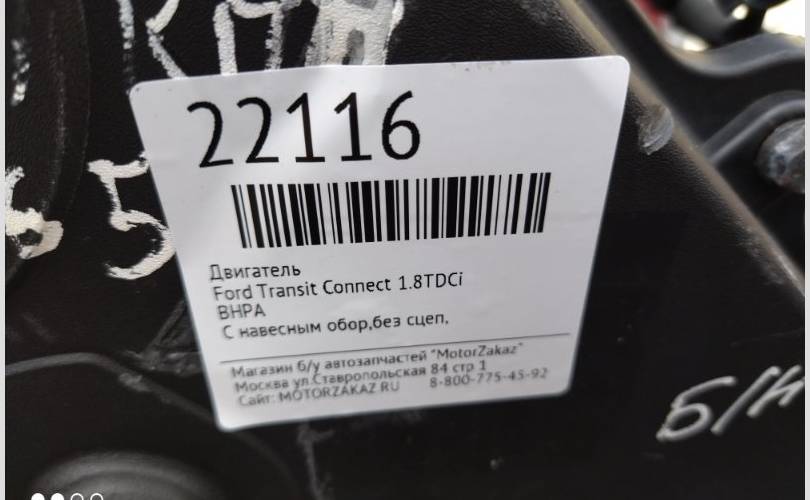 22116
5
Двигатель
Ford Transit Connect 1.8TDCi
BHPA
С навесным обор,без сцеп,
Магазин б/у автозапчастей "MotorZakaz"
Москва ул.Ставропольская 84 стр 1
Сайт: MOTORZAKAZ.RU 8-800-775-45-92
Б/Н